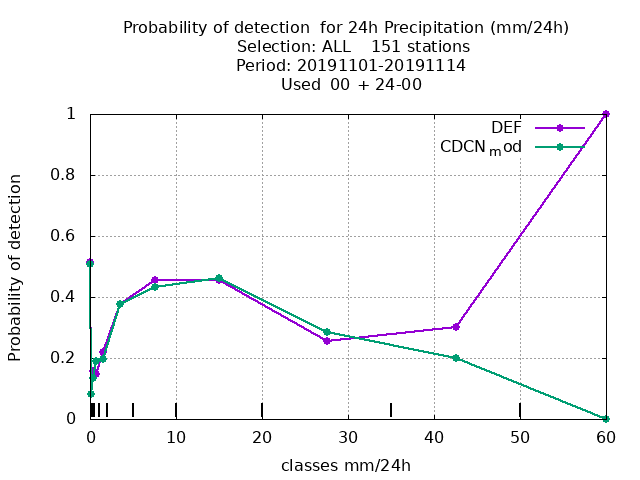 Probability of detection  for 24h Precipitation (mm/24h)
Selection: ALL    151 stations
Period: 20191101-20191114
Used  00 + 24-00
DEF
CDCNmod
Probability of detection
1
0.8
0.6
0.4
0.2
0
0 10 20 30 40 50 60
classes mm/24h